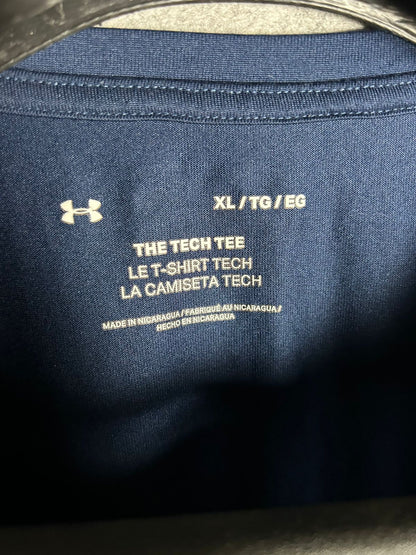 XL / TG / EG
THE TECH TEE
LE T-SHIRT TECH
LA CAMISETA TECH
MADE IN NICARAGUA / FABRIQUÉ AU NICARAGUA /
HECHO EN NICARAGUA